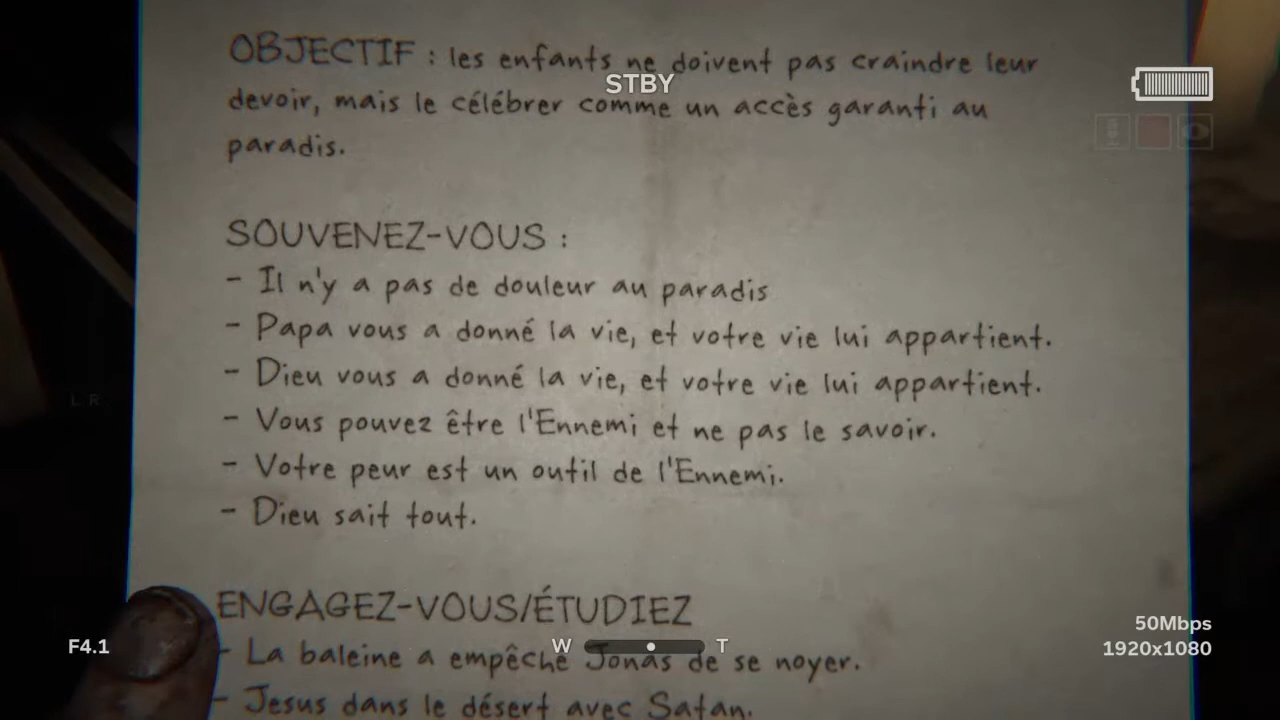 OBJECTIF : les enfants ne doivent pas craindre leur
STBY
devoir, mais le célébrer comme un accès garanti au
paradis.
SOUVENEZ-VOUS :
- Il n'y a pas de douleur au paradis
- Papa vous a donné la vie, et votre vie lui appartient.
- Dieu vous a donné la vie, et votre vie lui appartient.
L R
- Vous pouvez être l'Ennemi et ne pas le savoir.
- Votre peur est un outil de l'Ennemi.
- Dieu sait tout.
ENGAGEZ-VOUS/ÉTUDIEZ
50Mbps
F4.1
W T
1920x1080
- La baleine a empêché Jonas de se noyer.
- Jesus dans le désert avec Satan.